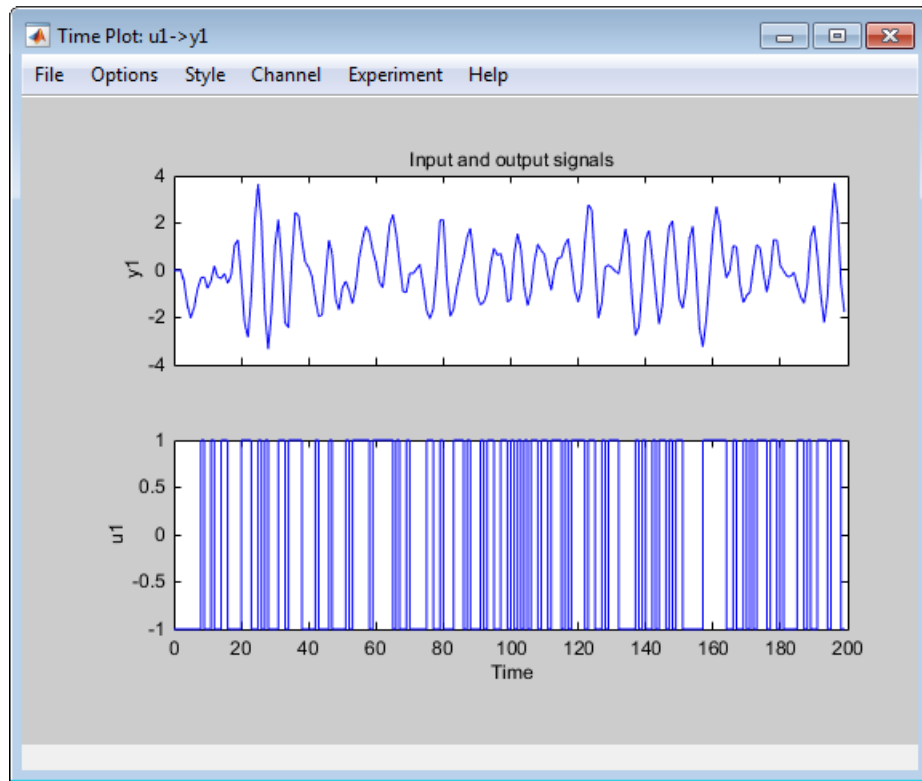 Time Plot: u1->y1
File Options Style Channel Experiment Help
Input and output signals
4
2
0
-2
-4
y1
1
0.5
0
-0.5
-1
u1
0 20 40 60 80 100 120 140 160 180 200
Time